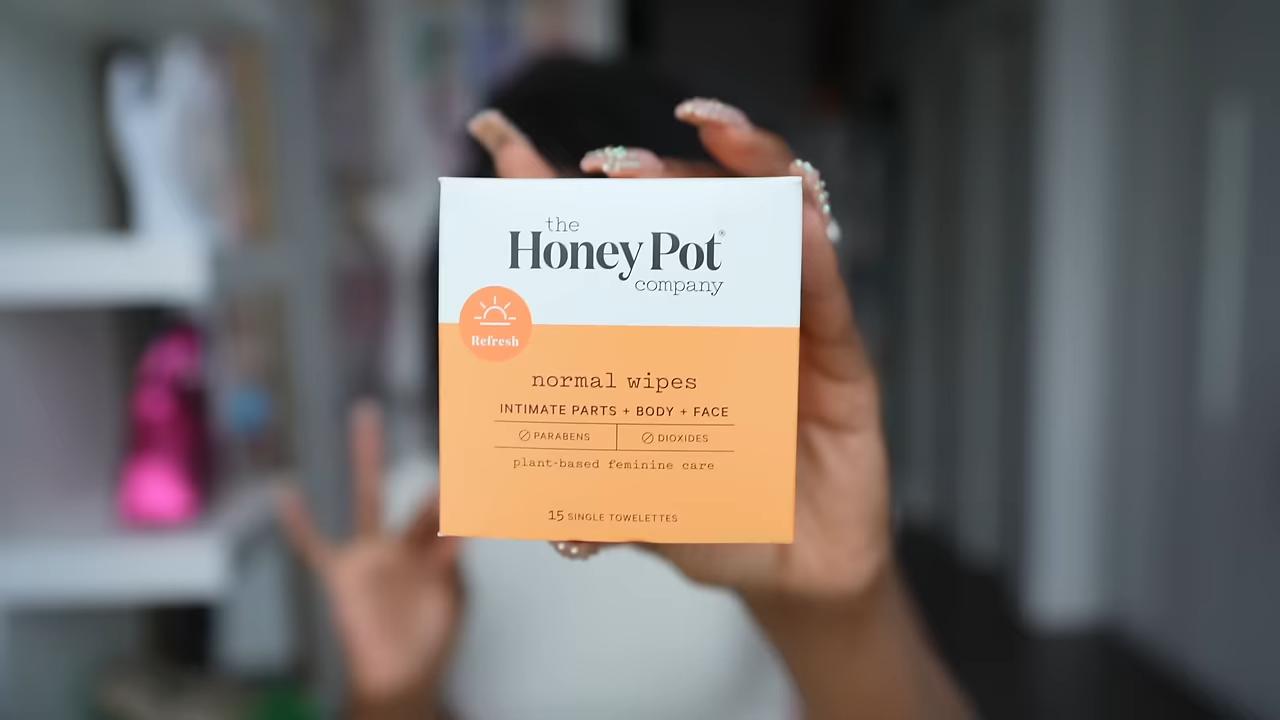 the
Honey Pot®
company
Refresh
normal wipes
INTIMATE PARTS + BODY + FACE
PARABENS
DIOXIDES
plant-based feminine care
15 SINGLE TOWELETTES